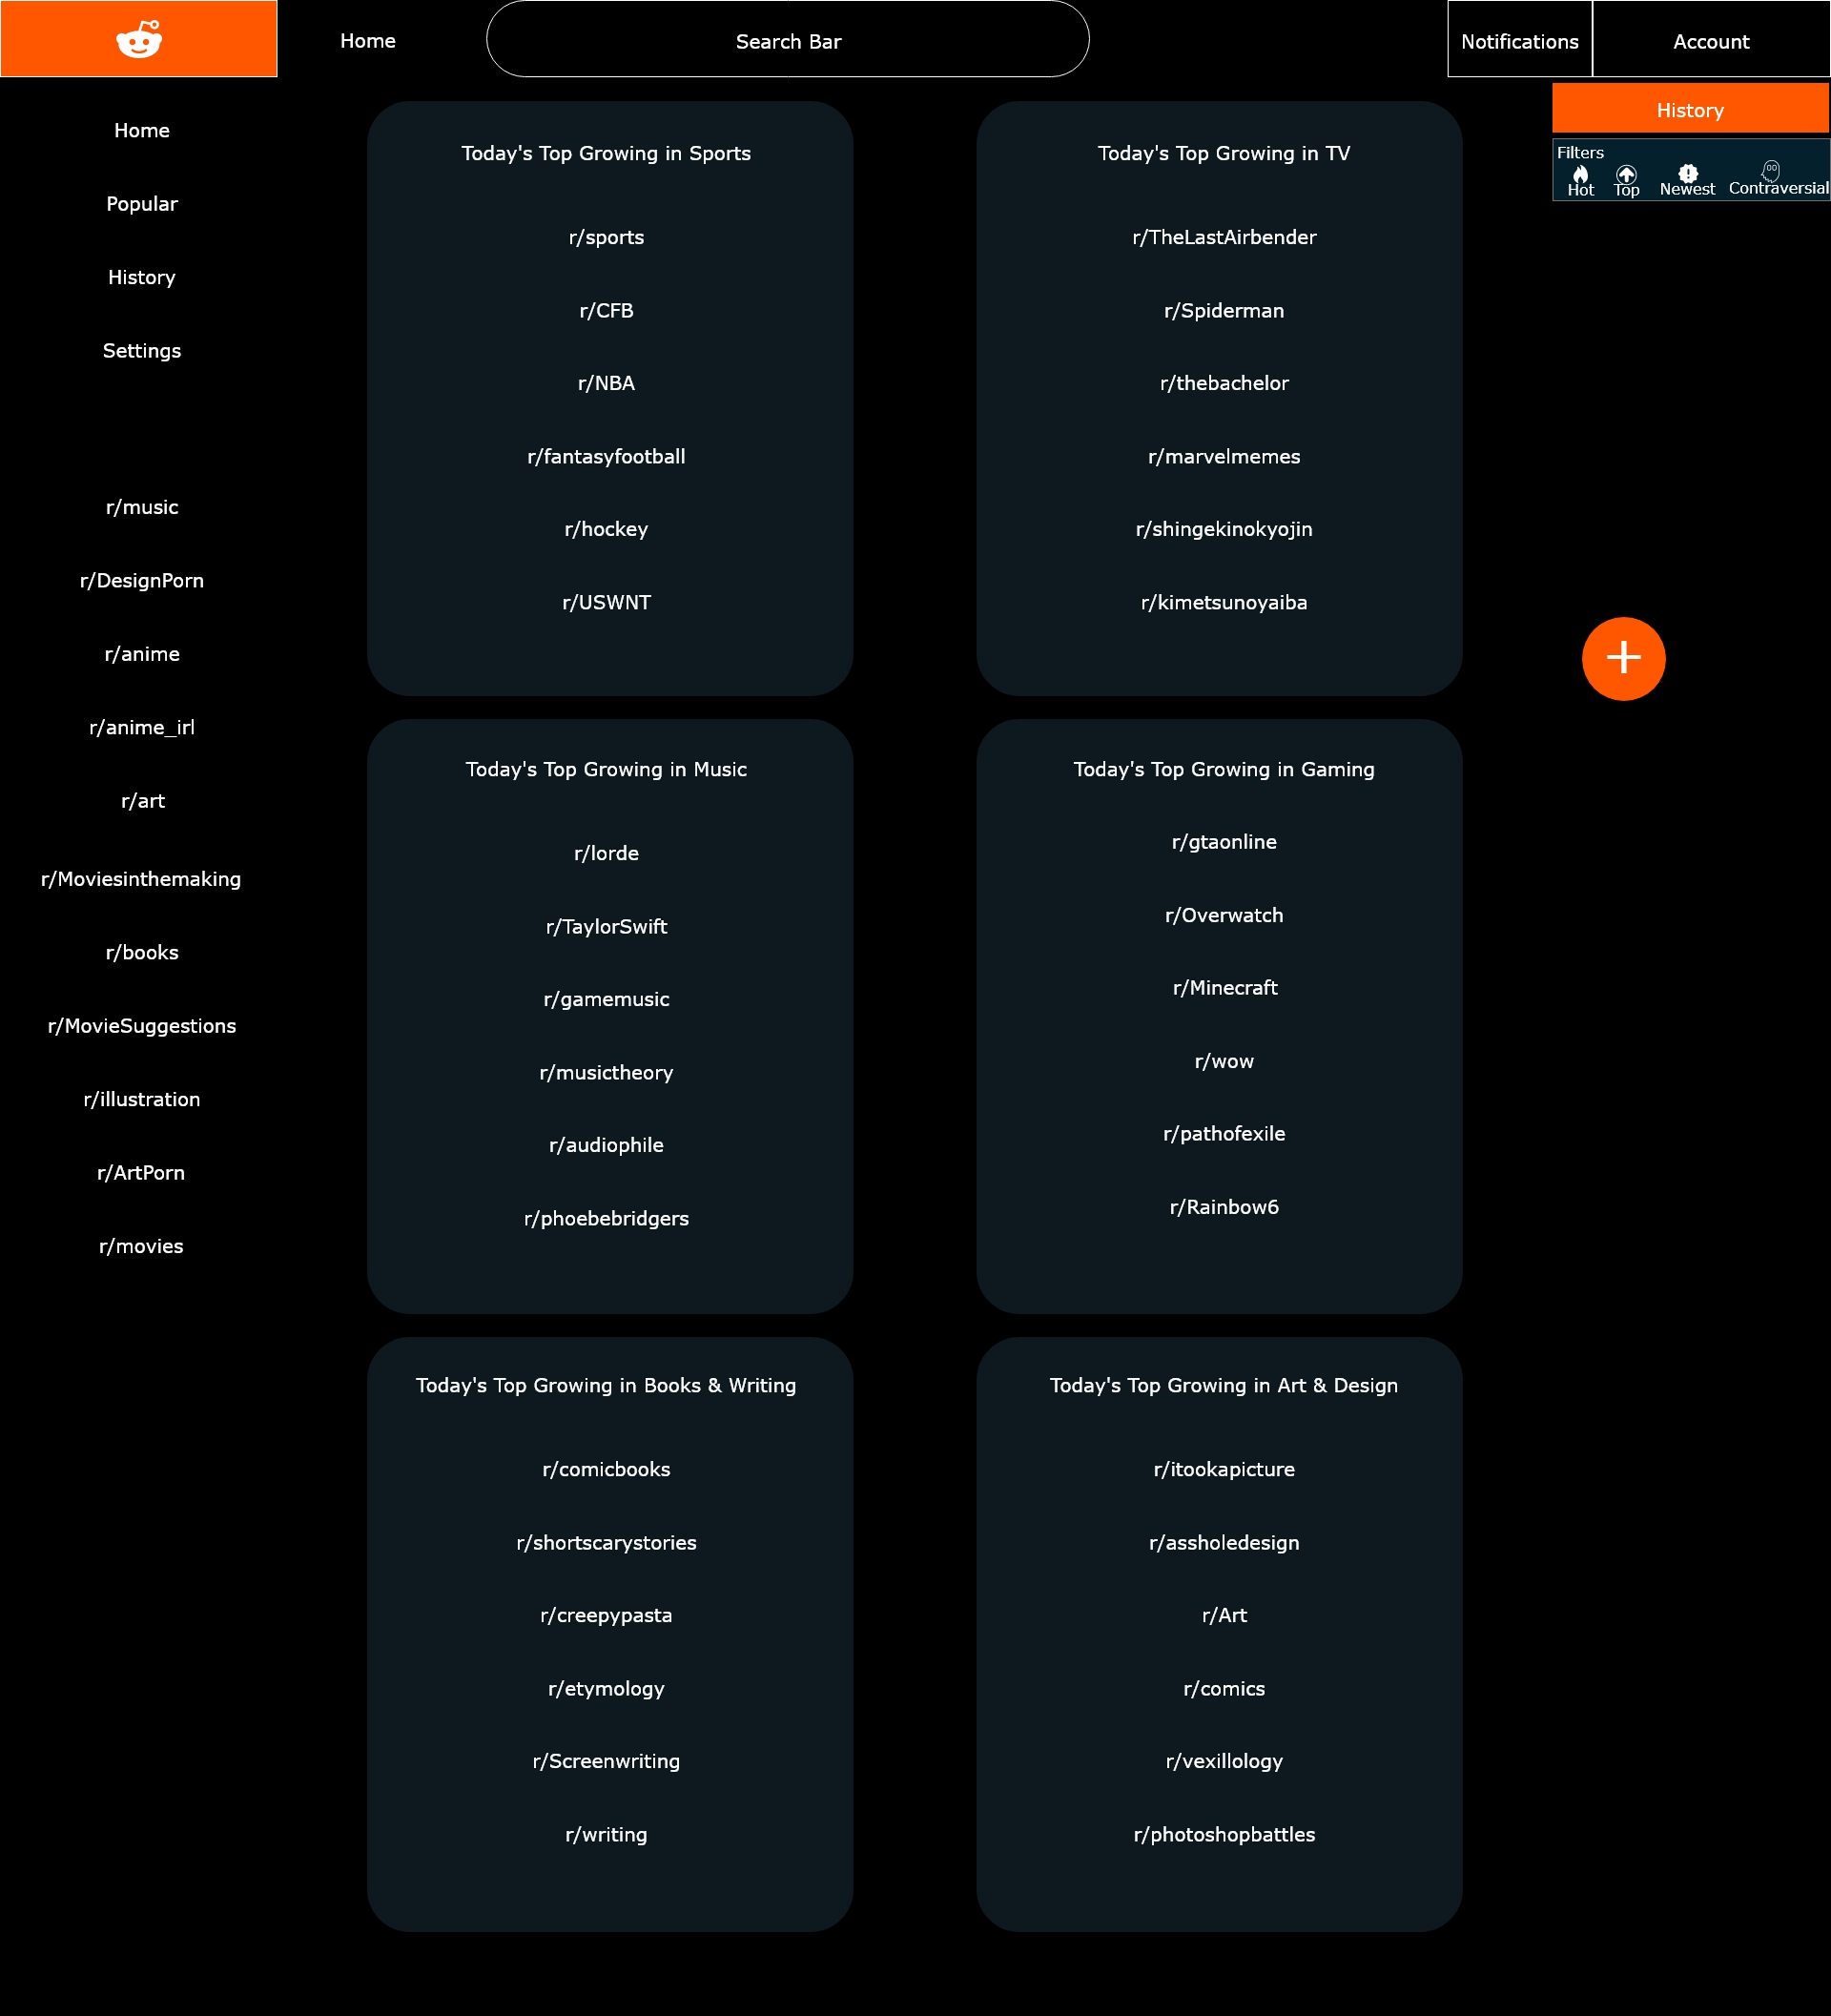 Home
Search Bar
Notifications
Account
Home
Popular
History
Settings
r/music
r/DesignPorn
r/anime
r/anime_irl
r/art
r/Moviesinthemaking
r/books
r/MovieSuggestions
r/illustration
r/ArtPorn
r/movies
Today's Top Growing in Sports
r/sports
r/CFB
r/NBA
r/fantasyfootball
r/hockey
r/USWNT
Today's Top Growing in TV
r/TheLastAirbender
r/Spiderman
r/thebachelor
r/marvelmemes
r/shingekinokyojin
r/kimetsunoyaiba
History
Filters
Hot Top Newest Contraversial
+
Today's Top Growing in Music
r/lorde
r/TaylorSwift
r/gamemusic
r/musictheory
r/audiophile
r/phoebebridgers
Today's Top Growing in Gaming
r/gtaonline
r/Overwatch
r/Minecraft
r/wow
r/pathofexile
r/Rainbow6
Today's Top Growing in Books & Writing
r/comicbooks
r/shortscarystories
r/creepypasta
r/etymology
r/Screenwriting
r/writing
Today's Top Growing in Art & Design
r/itookapicture
r/assholedesign
r/Art
r/comics
r/vexillology
r/photoshopbattles